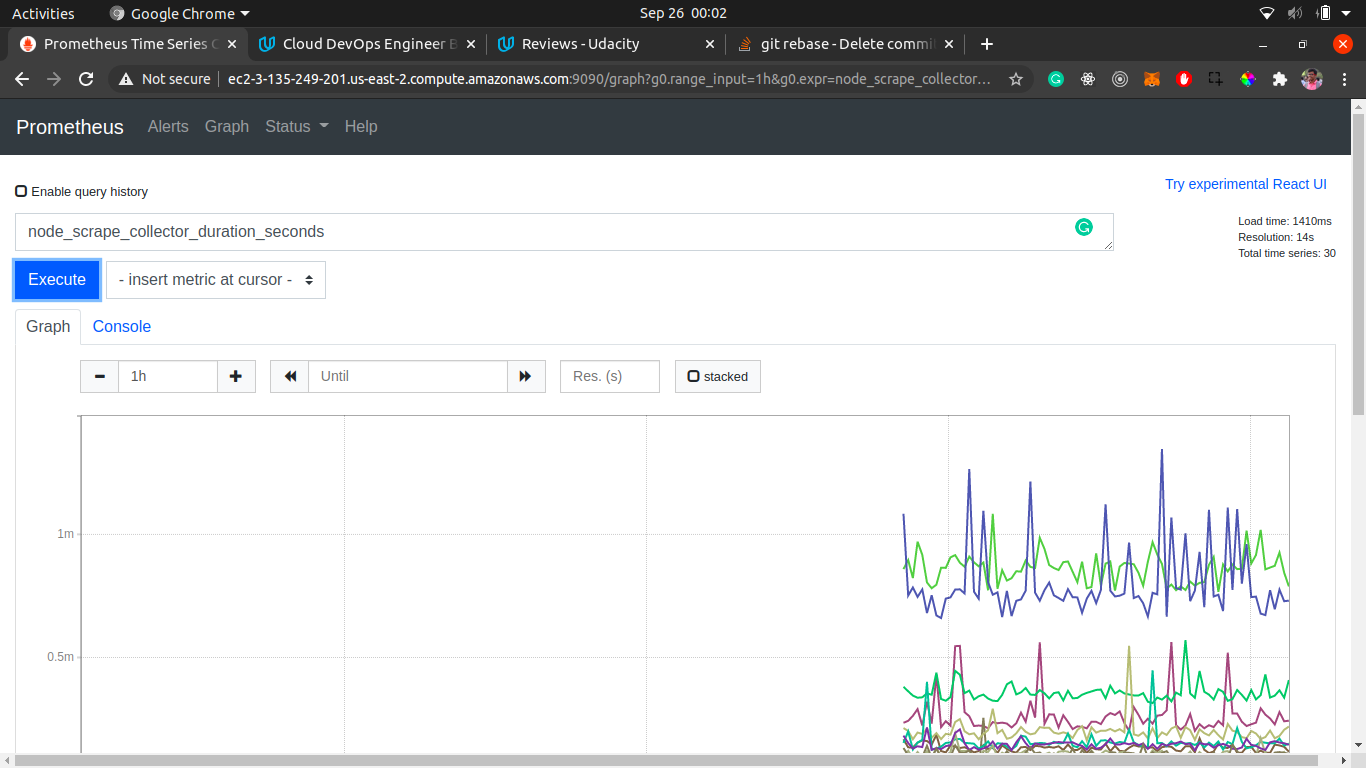 Activities Google Chrome Sep 26 00:02
Prometheus Time Series C Cloud DevOps Engineer Reviews - Udacity git rebase - Delete commi
Not secure ec2-3-135-249-201.us-east-2.compute.amazonaws.com:9090/graph?g0.range_input=1h&g0.expr=node_scrape_collector...
Prometheus Alerts Graph Status Help
Enable query history
Try experimental React UI
node_scrape_collector_duration_seconds
Load time: 1410ms
Resolution: 14s
Total time series: 30
Execute - insert metric at cursor -
Graph Console
1h Until Res. (s) stacked
1m
0.5m